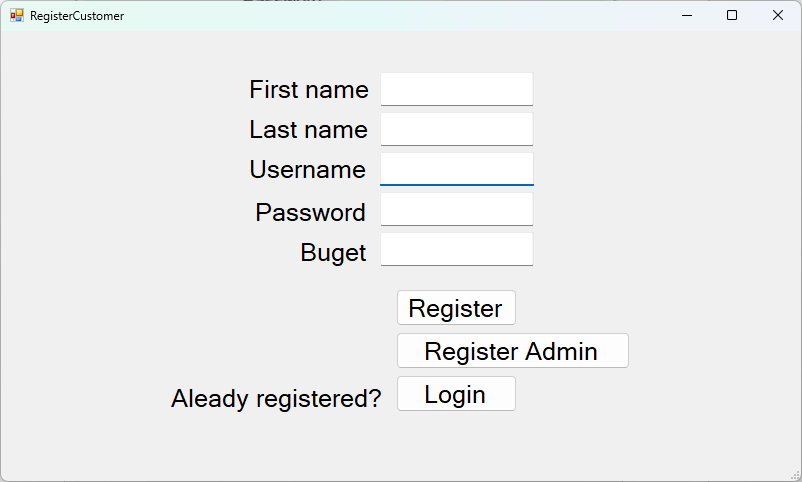 RegisterCustomer
First name
Last name
Username
Password
Buget
Register
Register Admin
Aleady registered? Login